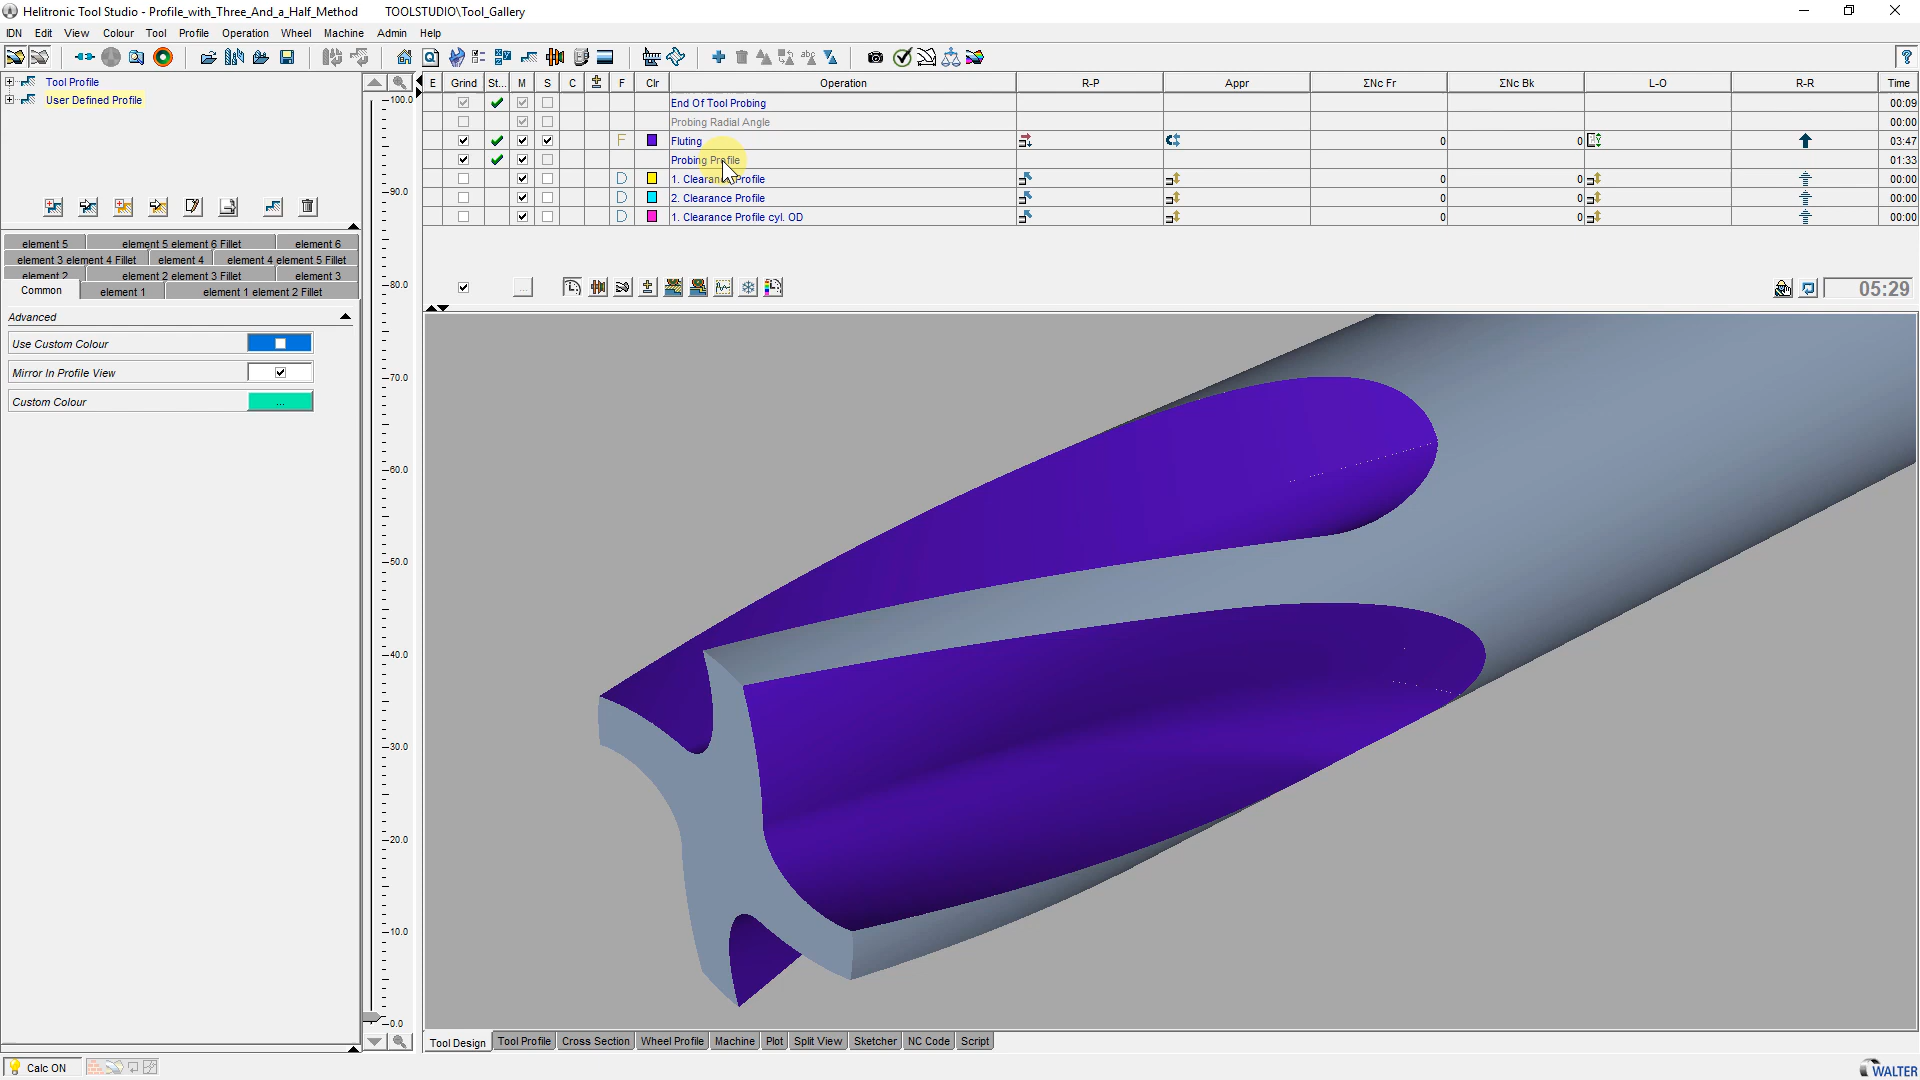 Helitronic Tool Studio - Profile_with_Three_And_a_Half_Method TOOLSTUDIO\Tool_Gallery
IDN Edit View Colour Tool Profile Operation Wheel Machine Admin Help
Tool Profile
User Defined Profile
E Grind St... M S C F Clr Operation R-P Appr ΣNc Fr ΣNc Bk L-O R-R Time
End Of Tool Probing 00:09
Probing Radial Angle 00:00
F Fluting 0 0 03:47
Probing Profile 01:33
D 1. Clearance Profile 0 0 00:00
D 2. Clearance Profile 0 0 00:00
D 1. Clearance Profile cyl. OD 0 0 00:00
05:29
element 5 element 5 element 6 Fillet element 6
element 3 element 4 Fillet element 4 element 4 element 5 Fillet
element 2 element 2 element 3 Fillet element 3
Common element 1 element 1 element 2 Fillet
Advanced
Use Custom Colour
Mirror In Profile View
Custom Colour ...
100.0
90.0
80.0
70.0
60.0
50.0
40.0
30.0
20.0
10.0
0.0
Tool Design Tool Profile Cross Section Wheel Profile Machine Plot Split View Sketcher NC Code Script
Calc ON
WALTER